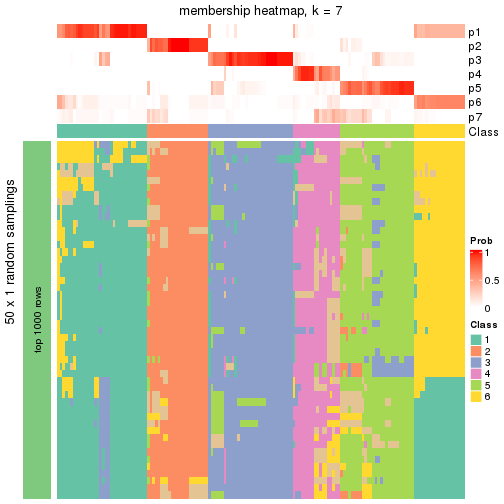 membership heatmap, k = 7
p1
p2
p3
p4
p5
p6
p7
Class
50 x 1 random samplings
top 1000 rows
Prob
1
0.5
0
Class
1
2
3
4
5
6